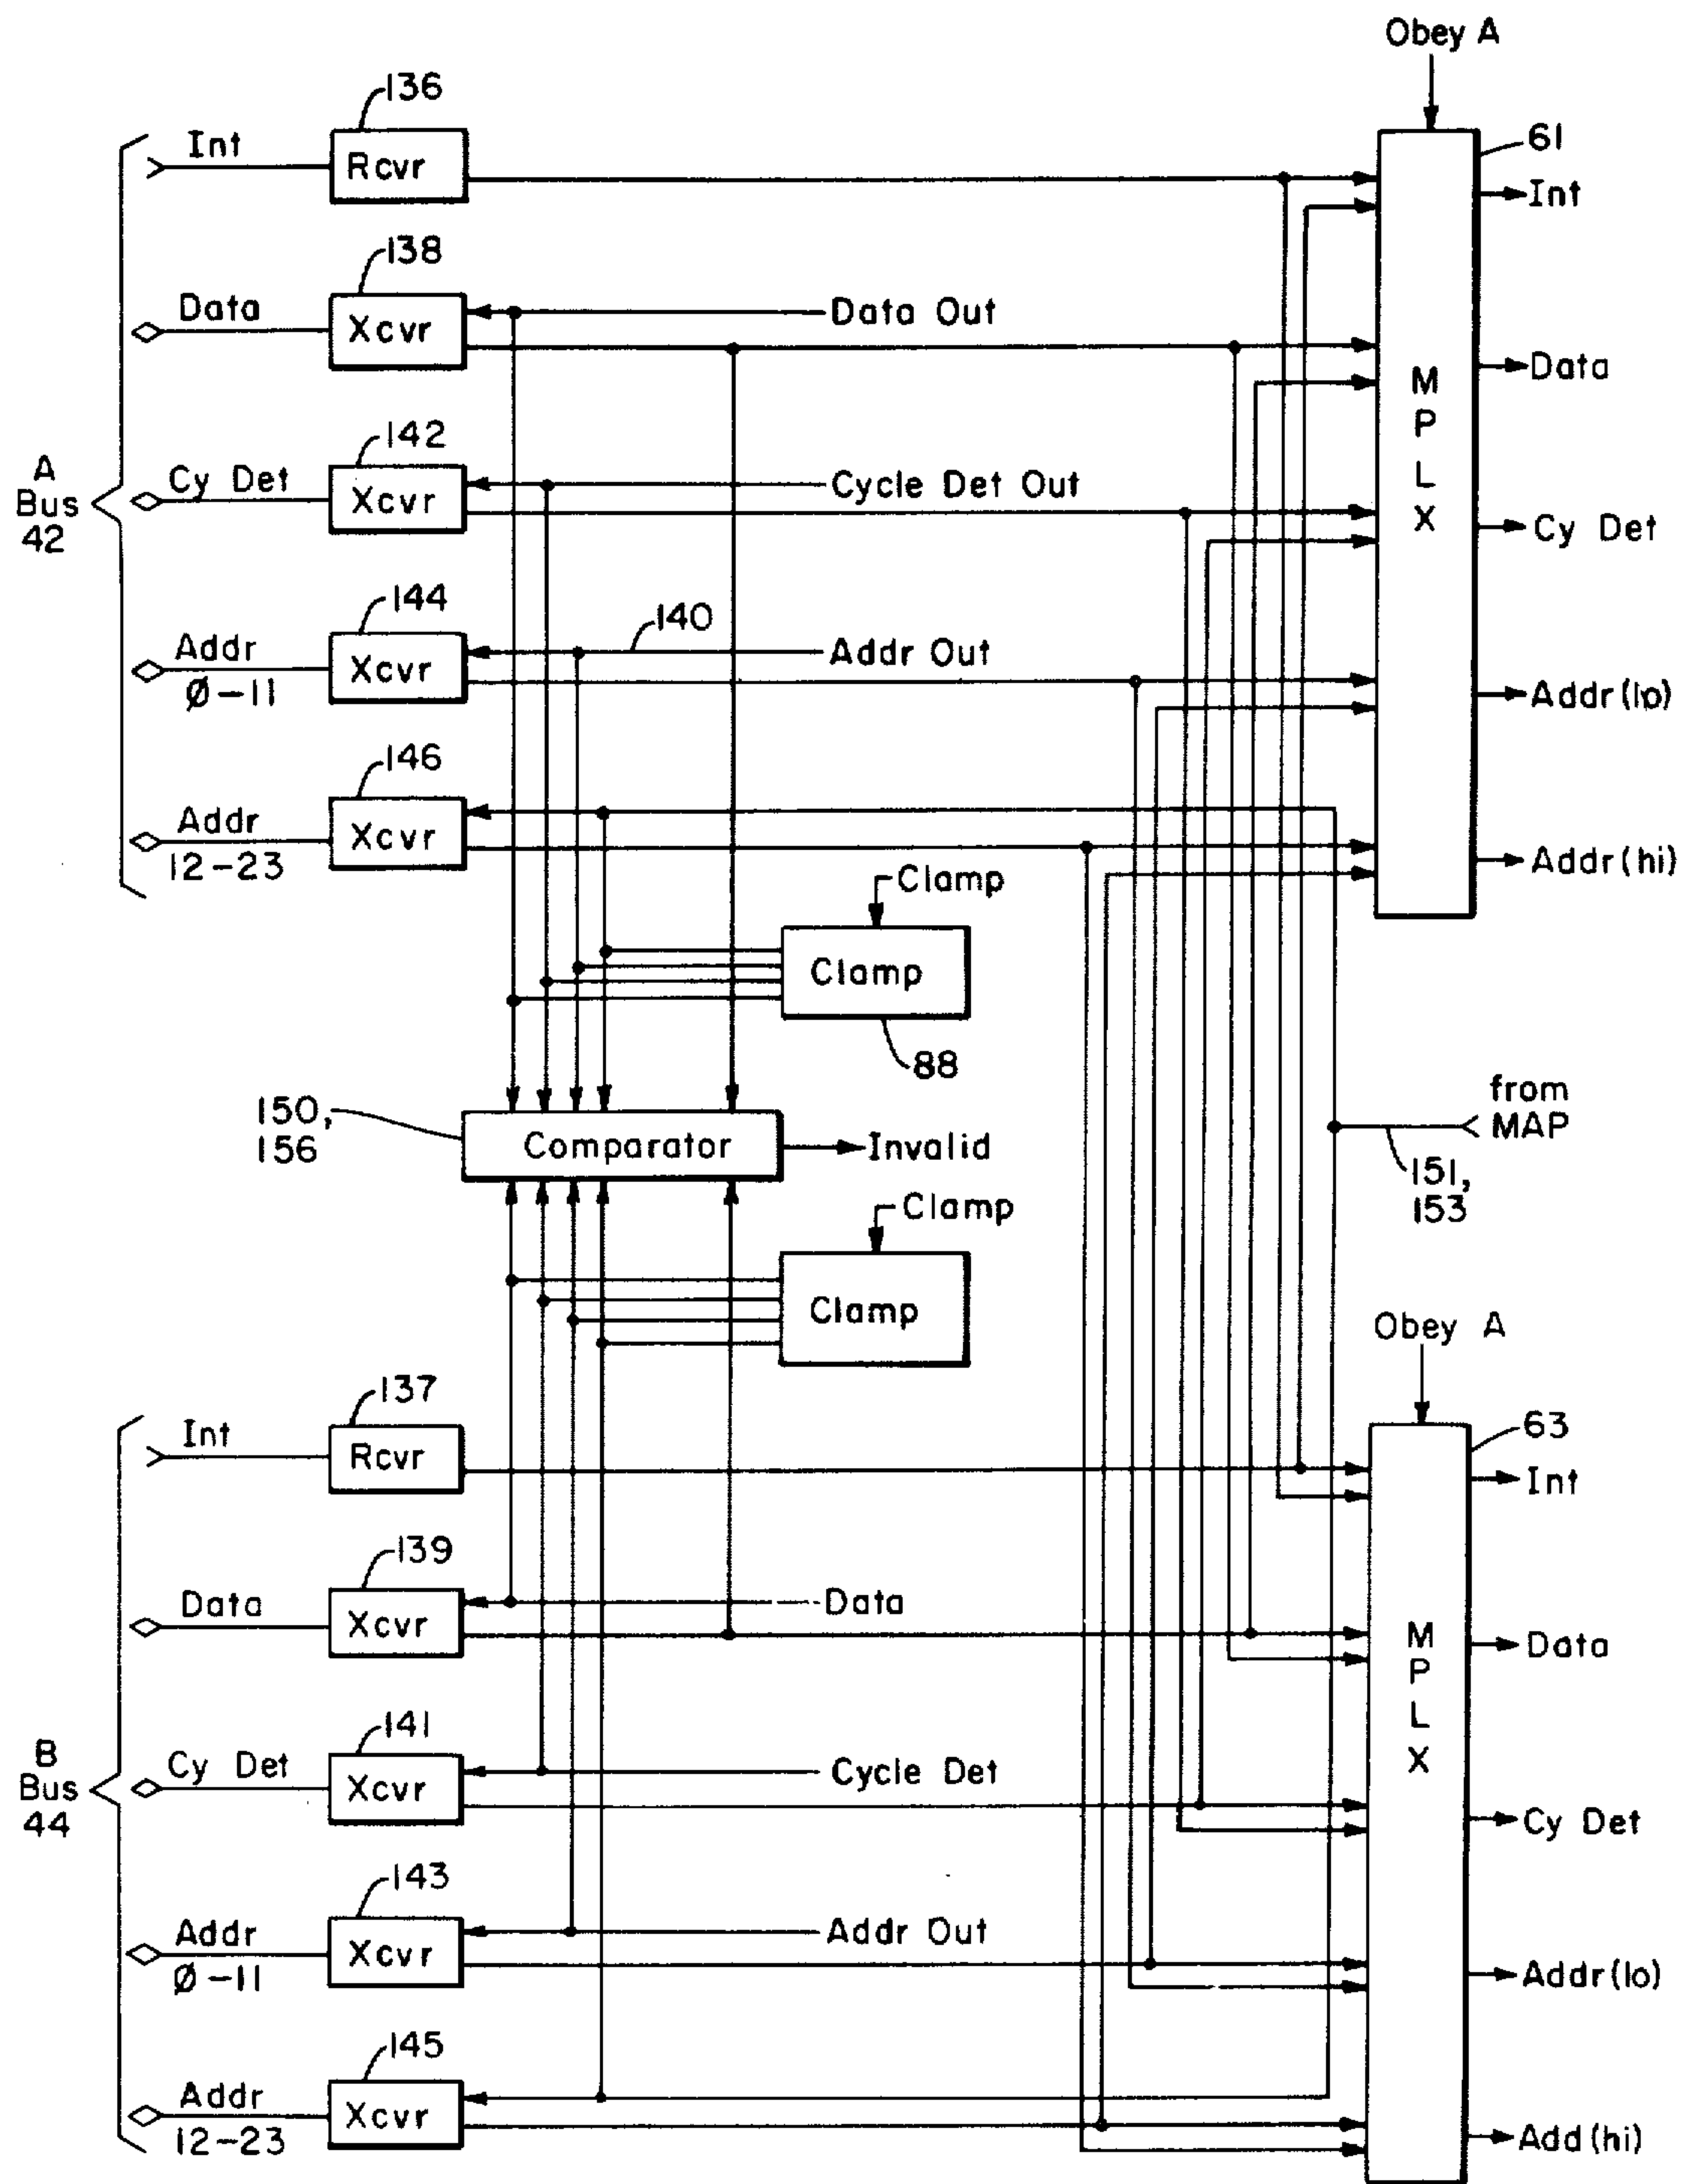 Obey A
136
61
Int
Rcvr
Int
138
Data
Xcvr
Data Out
Data
M
P
L
X
142
A
Bus
42
Cy Det
Xcvr
Cycle Det Out
Cy Det
144
140
Addr
Ø-11
Xcvr
Addr Out
Addr(lo)
146
Addr
12-23
Xcvr
Addr(hi)
Clamp
Clamp
88
from
MAP
150,
156
Comparator
Invalid
151,
153
Clamp
Clamp
Obey A
137
63
Int
Rcvr
Int
139
Data
Xcvr
Data
Data
M
P
L
X
141
B
Bus
44
Cy Det
Xcvr
Cycle Det
Cy Det
143
Addr
Ø-11
Xcvr
Addr Out
Addr(lo)
145
Addr
12-23
Xcvr
Add(hi)